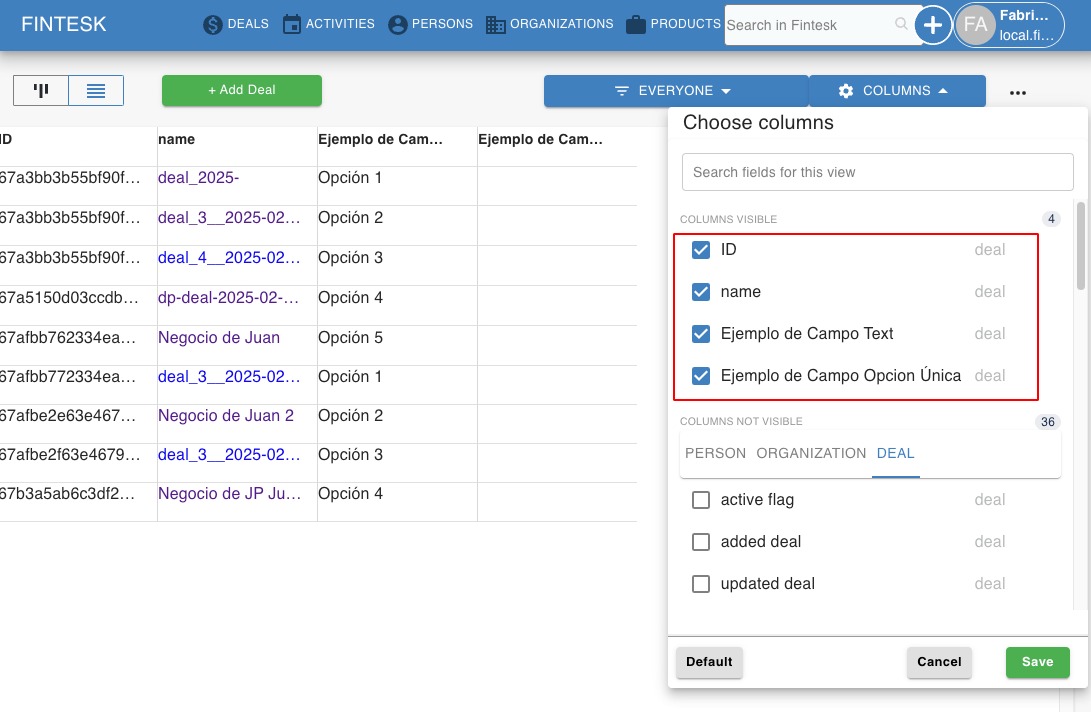 FINTESK DEALS ACTIVITIES PERSONS ORGANIZATIONS PRODUCTS Search in Fintesk FA Fabri...
local.fi...
+ Add Deal EVERYONE COLUMNS
ID name Ejemplo de Cam... Ejemplo de Cam...
67a3bb3b55bf90f... deal_2025- Opción 1
67a3bb3b55bf90f... deal_3__2025-02... Opción 2
67a3bb3b55bf90f... deal_4__2025-02... Opción 3
67a5150d03ccdb... dp-deal-2025-02-... Opción 4
67afbb762334ea... Negocio de Juan Opción 5
67afbb772334ea... deal_3__2025-02... Opción 1
67afbe2e63e467... Negocio de Juan 2 Opción 2
67afbe2f63e4679... deal_3__2025-02... Opción 3
67b3a5ab6c3df2... Negocio de JP Ju... Opción 4
Choose columns
Search fields for this view
COLUMNS VISIBLE 4
ID deal
name deal
Ejemplo de Campo Text deal
Ejemplo de Campo Opcion Única deal
COLUMNS NOT VISIBLE 36
PERSON ORGANIZATION DEAL
active flag deal
added deal deal
updated deal deal
Default Cancel Save